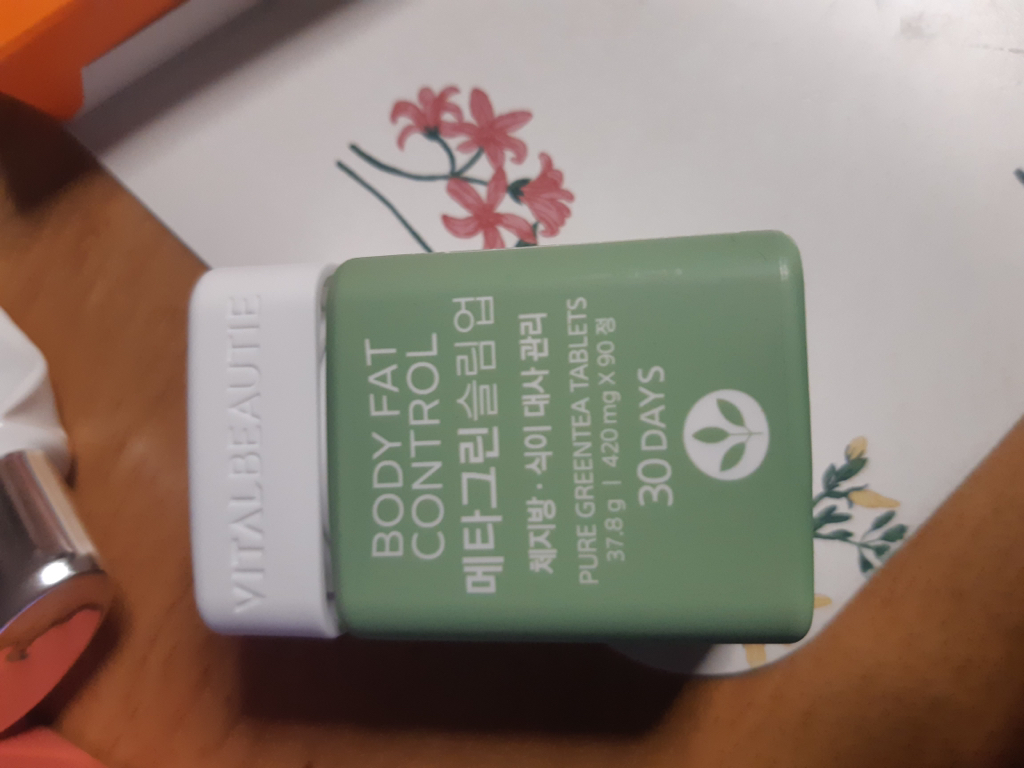 VITALBEAUTIE
BODY FAT
CONTROL
메타그린슬림업
체지방 · 식이 대사 관리
PURE GREENTEA TABLETS
37.8 g | 420 mg X 90 정
30 DAYS